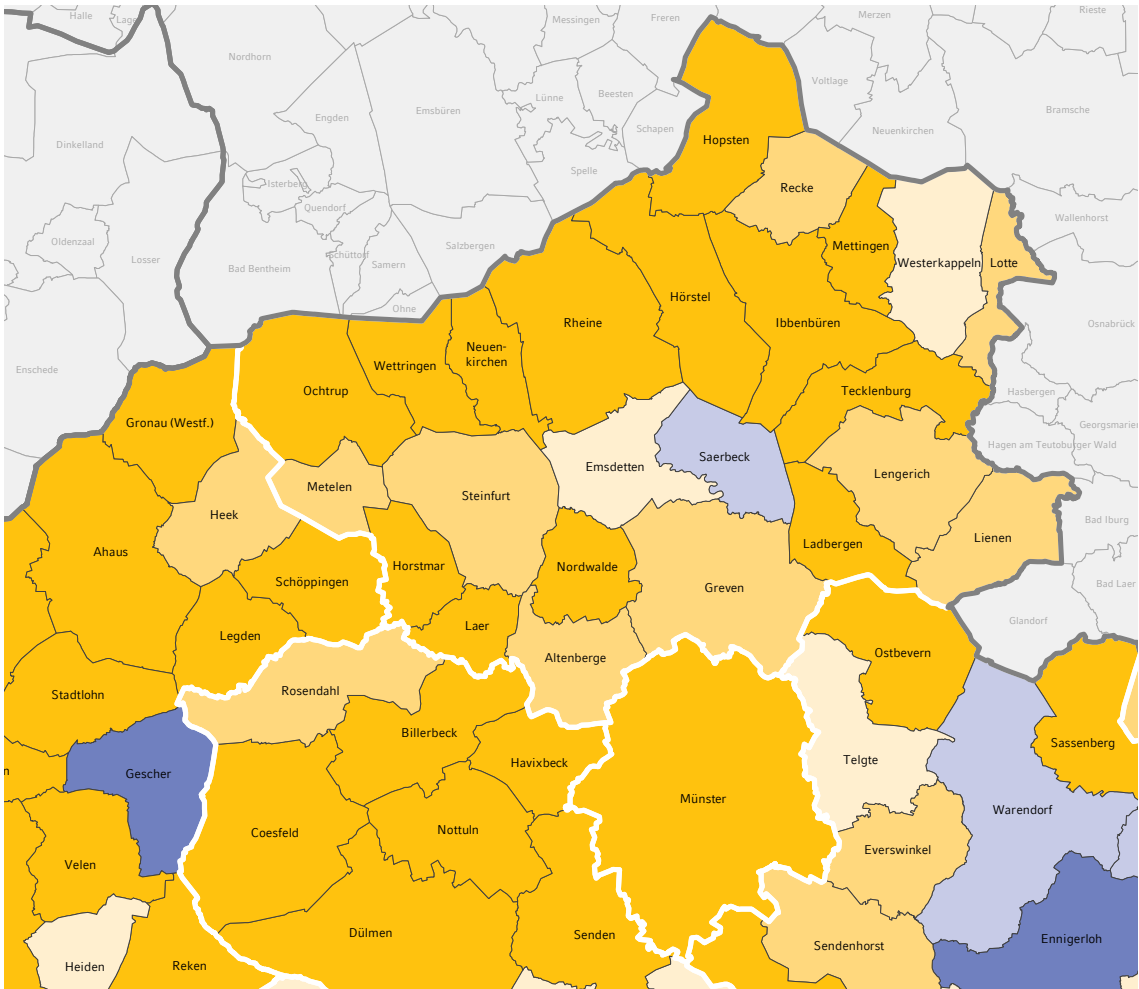 Halle
Lage
Messingen
Freren
Merzen
Rieste
Nordhorn
Voltlage
Emsbüren
Lünne
Beesten
Bramsche
Engden
Schapen
Neuenkirchen
Dinkelland
Hopsten
Spelle
Isterberg
Recke
Quendorf
Wallenhorst
Oldenzaal
Losser
Salzbergen
Mettingen
Schüttorf
Samern
Bad Bentheim
Westerkappeln
Lotte
Hörstel
Ohne
Rheine
Ibbenbüren
Osnabrück
Neuen-
kirchen
Wettringen
Enschede
Ochtrup
Tecklenburg
Hasbergen
Gronau (Westf.)
Georgsmarien
Hagen am Teutoburger Wald
Saerbeck
Emsdetten
Lengerich
Metelen
Steinfurt
Heek
Bad Iburg
Lienen
Ladbergen
Ahaus
Horstmar
Nordwalde
Schöppingen
Bad Laer
Greven
Glandorf
Laer
Legden
Ostbevern
Altenberge
Rosendahl
Stadtlohn
Billerbeck
Sassenberg
Telgte
Havixbeck
n
Gescher
Münster
Warendorf
Coesfeld
Nottuln
Everswinkel
Velen
Dülmen
Senden
Ennigerloh
Sendenhorst
Heiden
Reken